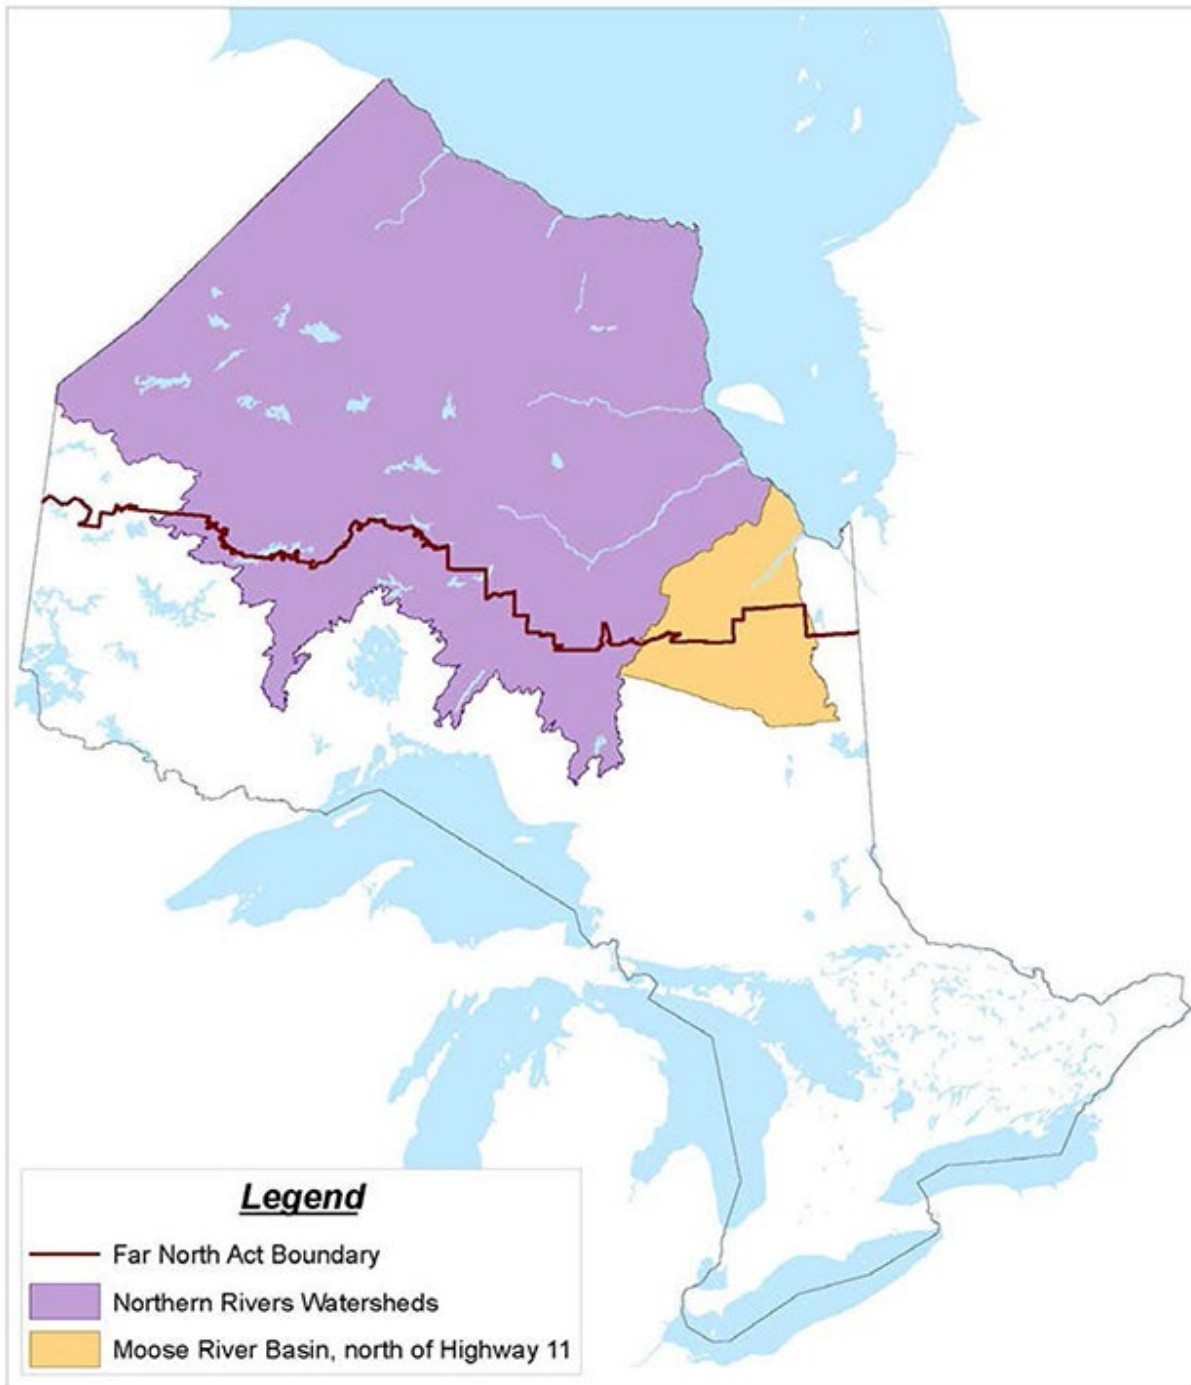 Legend
Far North Act Boundary
Northern Rivers Watersheds
Moose River Basin, north of Highway 11